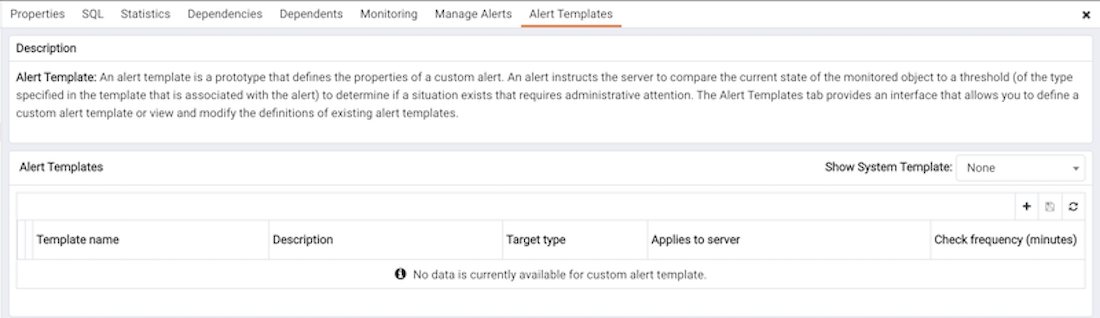 Properties SQL Statistics Dependencies Dependents Monitoring Manage Alerts Alert Templates
Description
Alert Template: An alert template is a prototype that defines the properties of a custom alert. An alert instructs the server to compare the current state of the monitored object to a threshold (of the type
specified in the template that is associated with the alert) to determine if a situation exists that requires administrative attention. The Alert Templates tab provides an interface that allows you to define a
custom alert template or view and modify the definitions of existing alert templates.
Alert Templates Show System Template: None
Template name Description Target type Applies to server Check frequency (minutes)
No data is currently available for custom alert template.